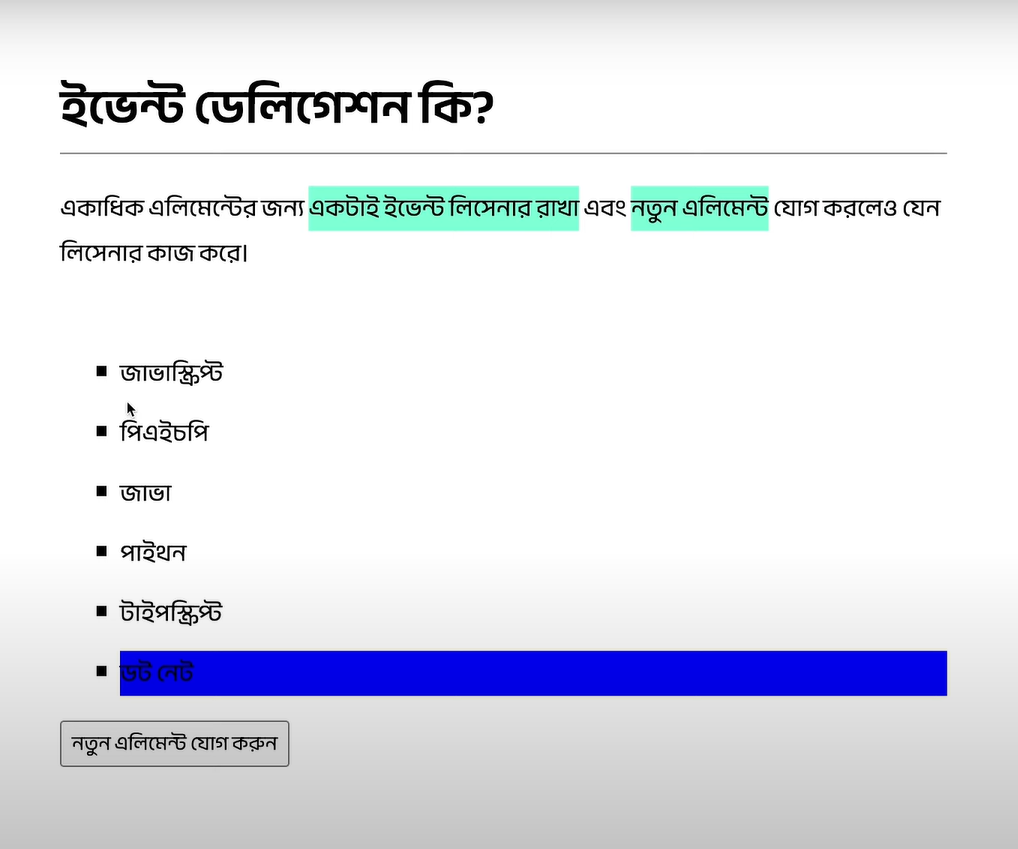 ইভেন্ট ডেলিগেশন কি?
একাধিক এলিমেন্টের জন্য একটাই ইভেন্ট লিসেনার রাখা এবং নতুন এলিমেন্ট যোগ করলেও যেন
লিসেনার কাজ করে।
জাভাস্ক্রিপ্ট
পিএইচপি
জাভা
পাইথন
টাইপস্ক্রিপ্ট
ডট নেট
নতুন এলিমেন্ট যোগ করুন